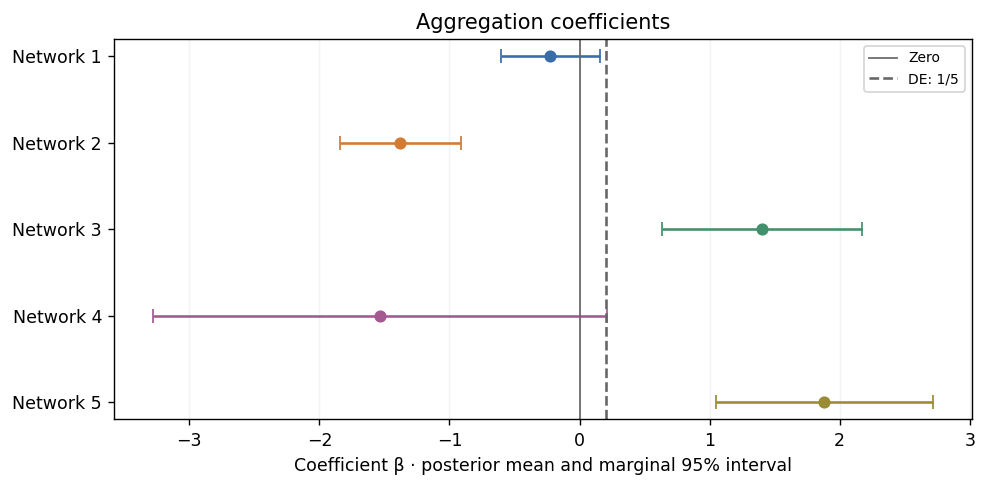 Aggregation coefficients
Network 1
Network 2
Network 3
Network 4
Network 5
Zero
DE: 1/5
−3
−2
−1
0
1
2
3
Coefficient β · posterior mean and marginal 95% interval